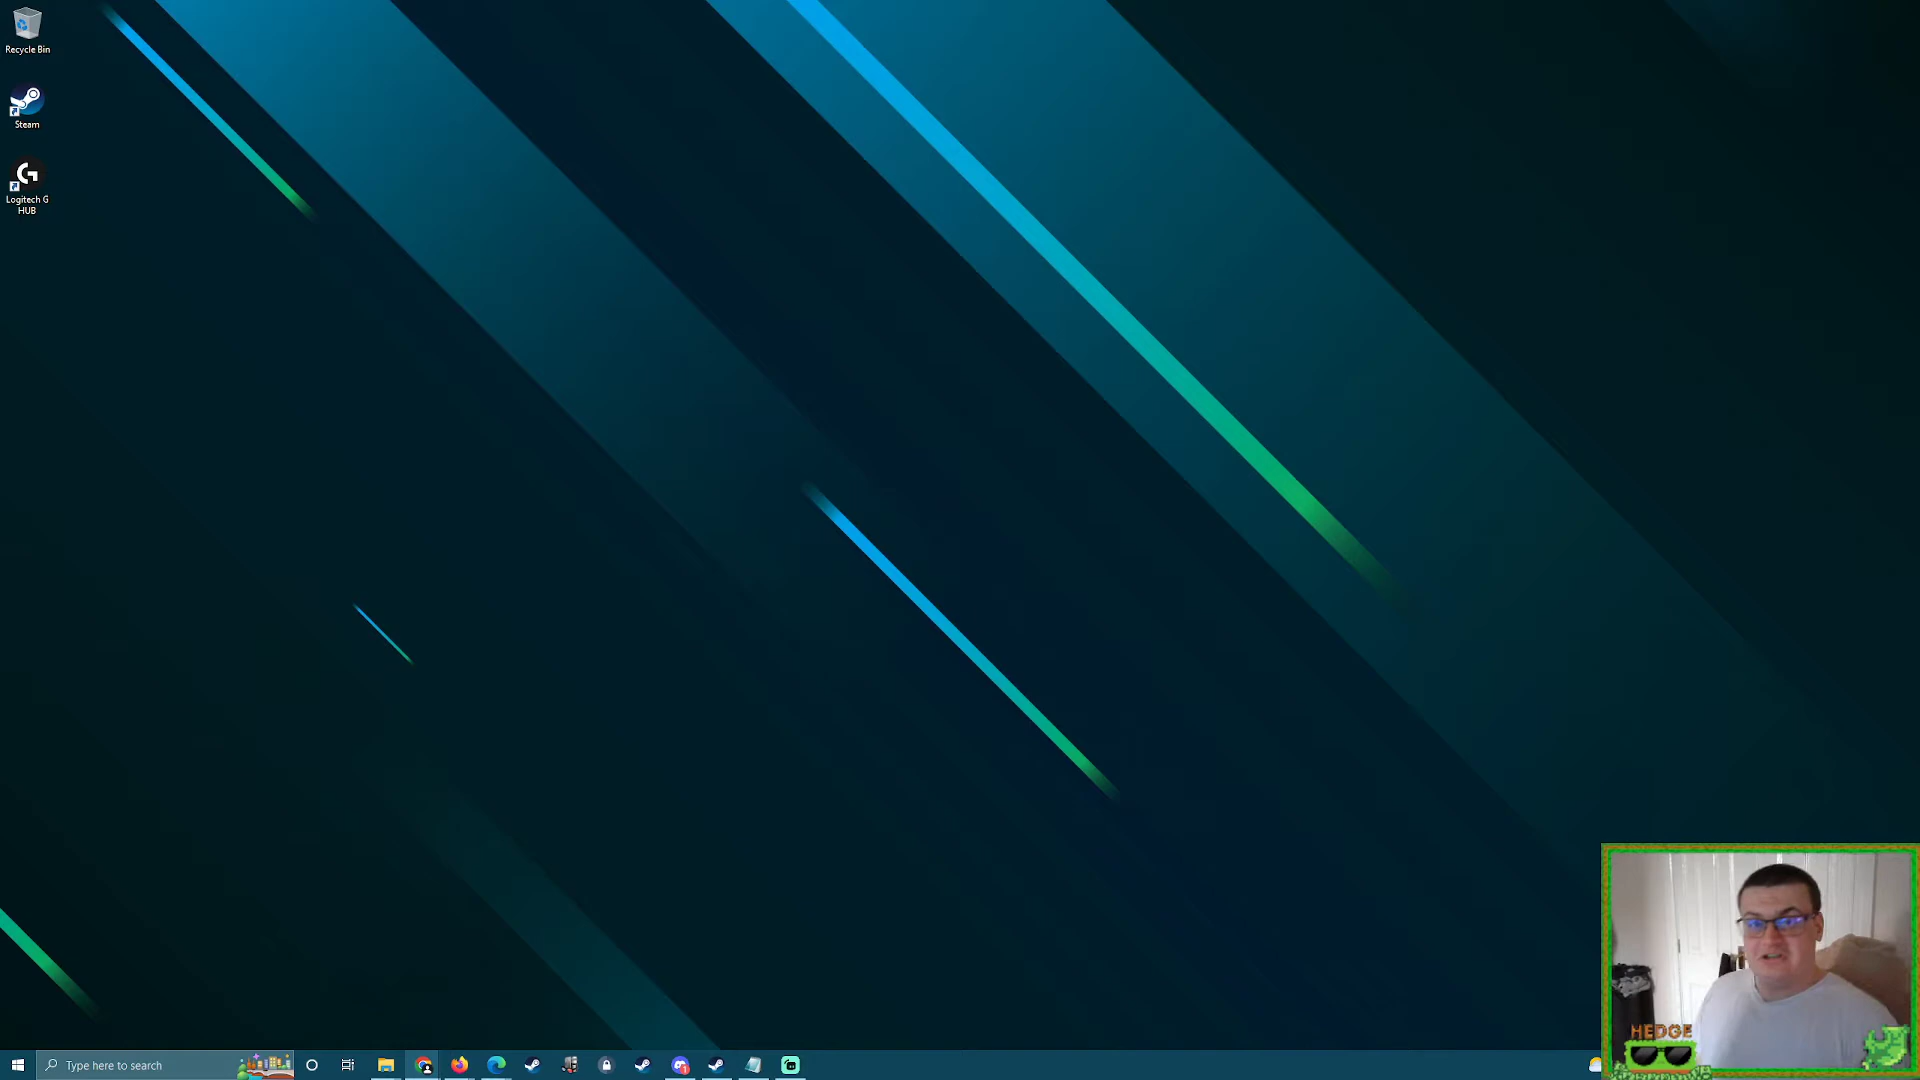 Recycle Bin
Steam
Logitech G
HUB
HEDGE
Type here to search